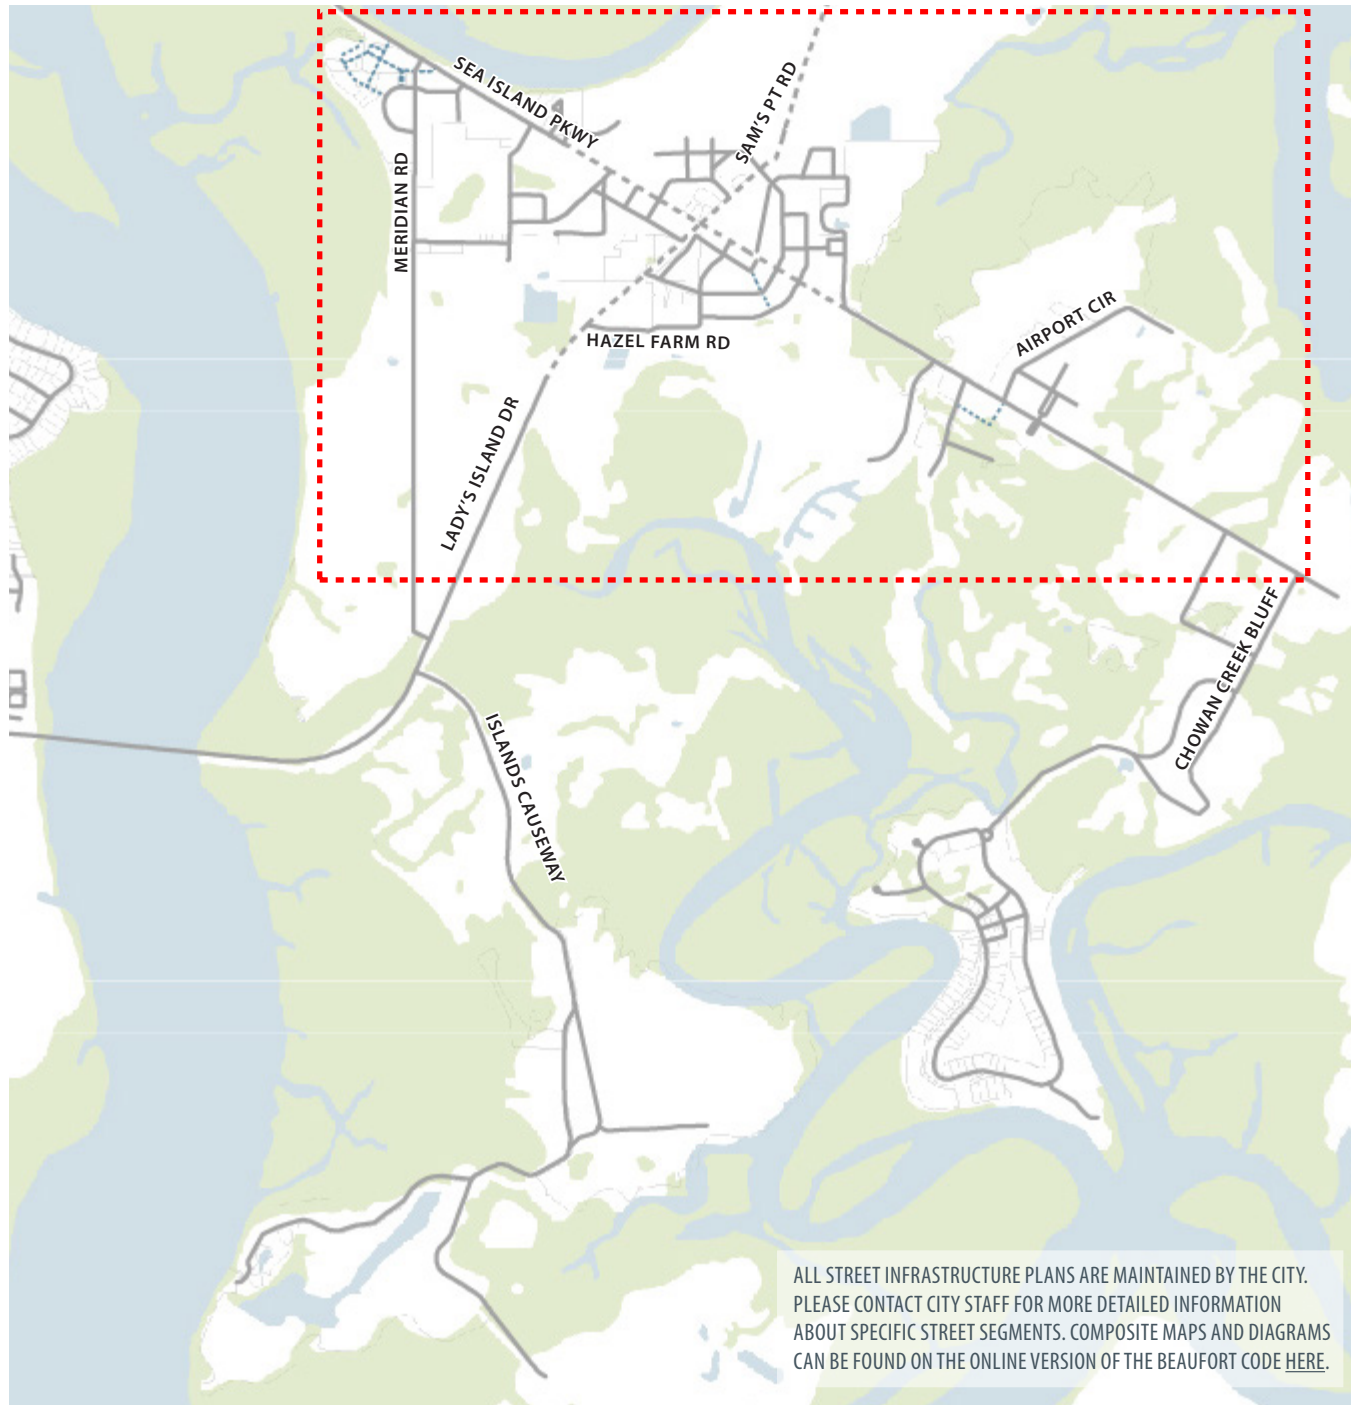 SEA ISLAND PKWY
SAM'S PT RD
MERIDIAN RD
HAZEL FARM RD
AIRPORT CIR
LADY'S ISLAND DR
CHOWAN CREEK BLUFF
ISLANDS CAUSEWAY
ALL STREET INFRASTRUCTURE PLANS ARE MAINTAINED BY THE CITY.
PLEASE CONTACT CITY STAFF FOR MORE DETAILED INFORMATION
ABOUT SPECIFIC STREET SEGMENTS. COMPOSITE MAPS AND DIAGRAMS
CAN BE FOUND ON THE ONLINE VERSION OF THE BEAUFORT CODE HERE.